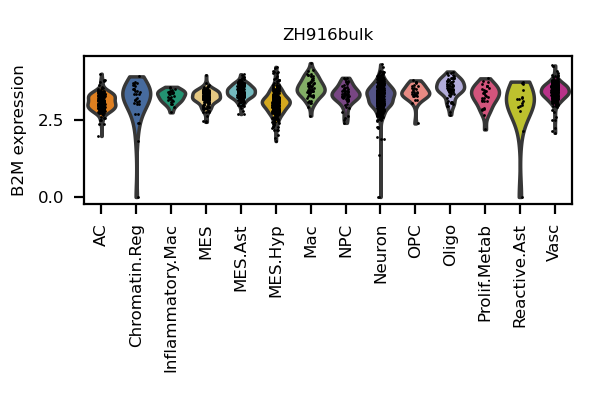 ZH916bulk
B2M expression
2.5
0.0
AC
Chromatin.Reg
Inflammatory.Mac
MES
MES.Ast
MES.Hyp
Mac
NPC
Neuron
OPC
Oligo
Prolif.Metab
Reactive.Ast
Vasc